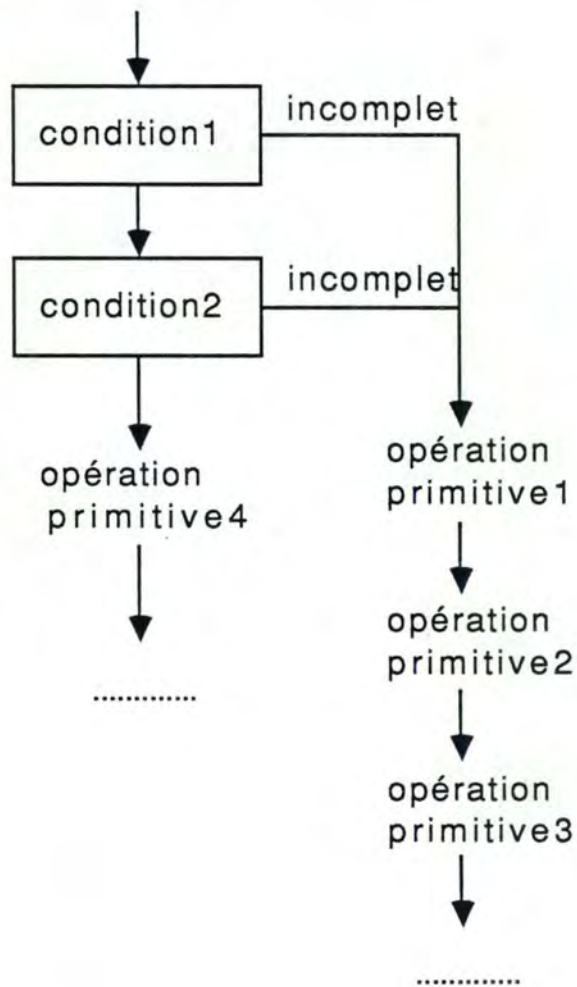 incomplet
condition1
incomplet
condition2
opération
primitive4
.............
opération
primitive1
opération
primitive2
opération
primitive3
.............